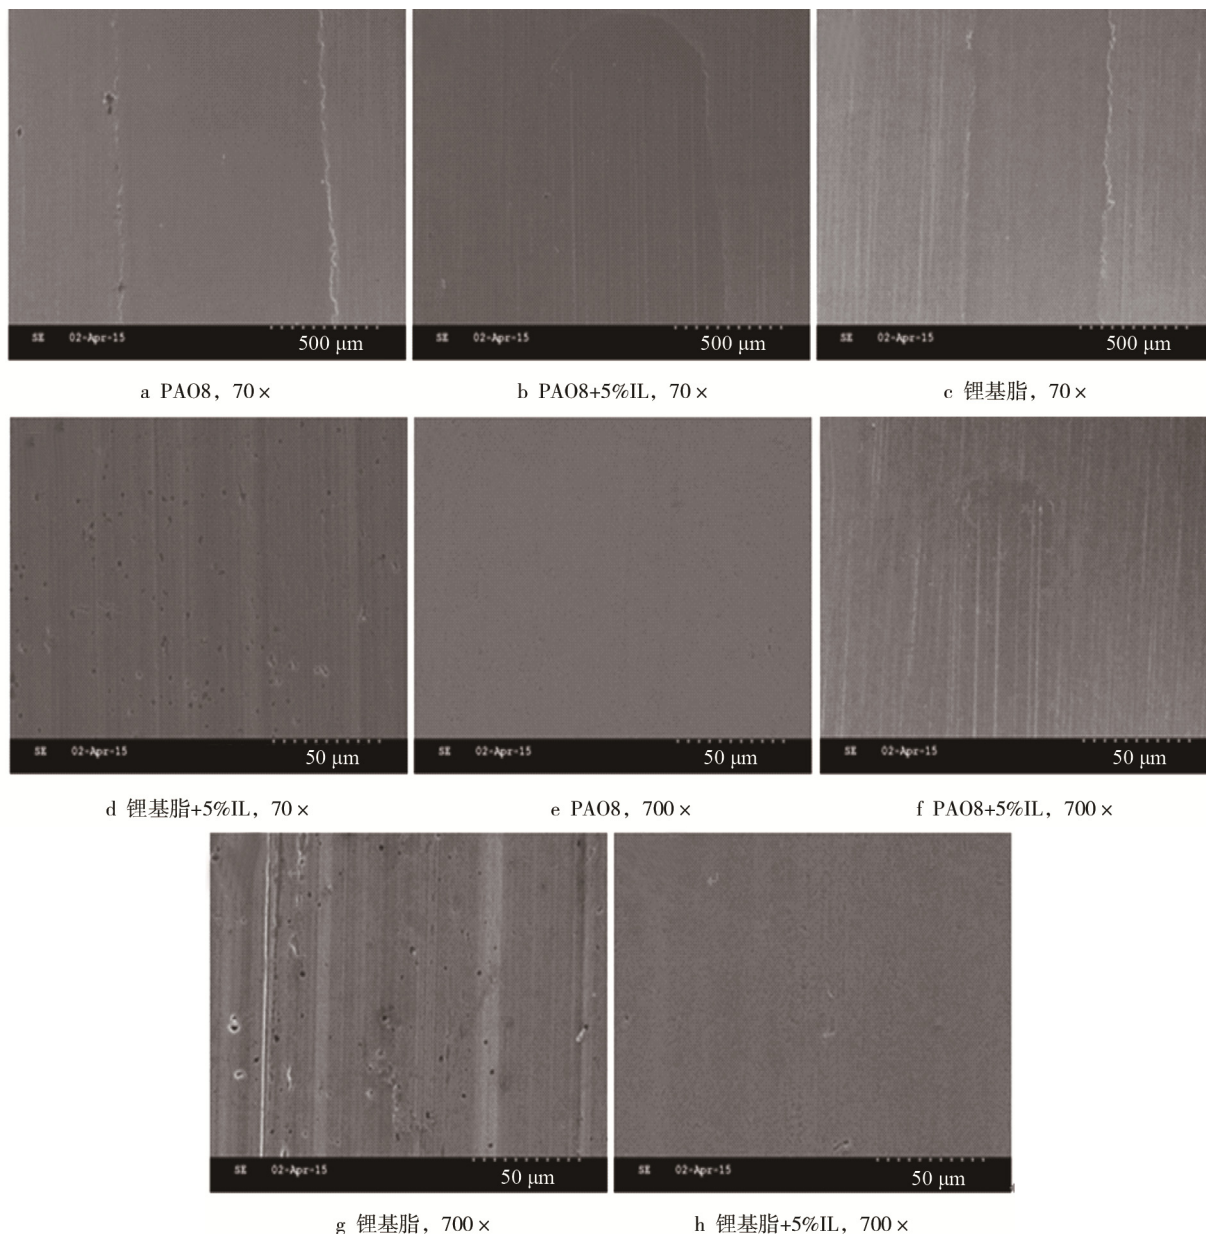 SE 02-Apr-15 500 μm
SE 02-Apr-15 500 μm
SE 02-Apr-15 500 μm
a PAO8，70×
b PAO8+5%IL，70×
c 锂基脂，70×
SE 02-Apr-15 50 μm
SE 02-Apr-15 50 μm
SE 02-Apr-15 50 μm
d 锂基脂+5%IL，70×
e PAO8，700×
f PAO8+5%IL，700×
SE 02-Apr-15 50 μm
SE 02-Apr-15 50 μm
g 锂基脂，700×
h 锂基脂+5%IL，700×